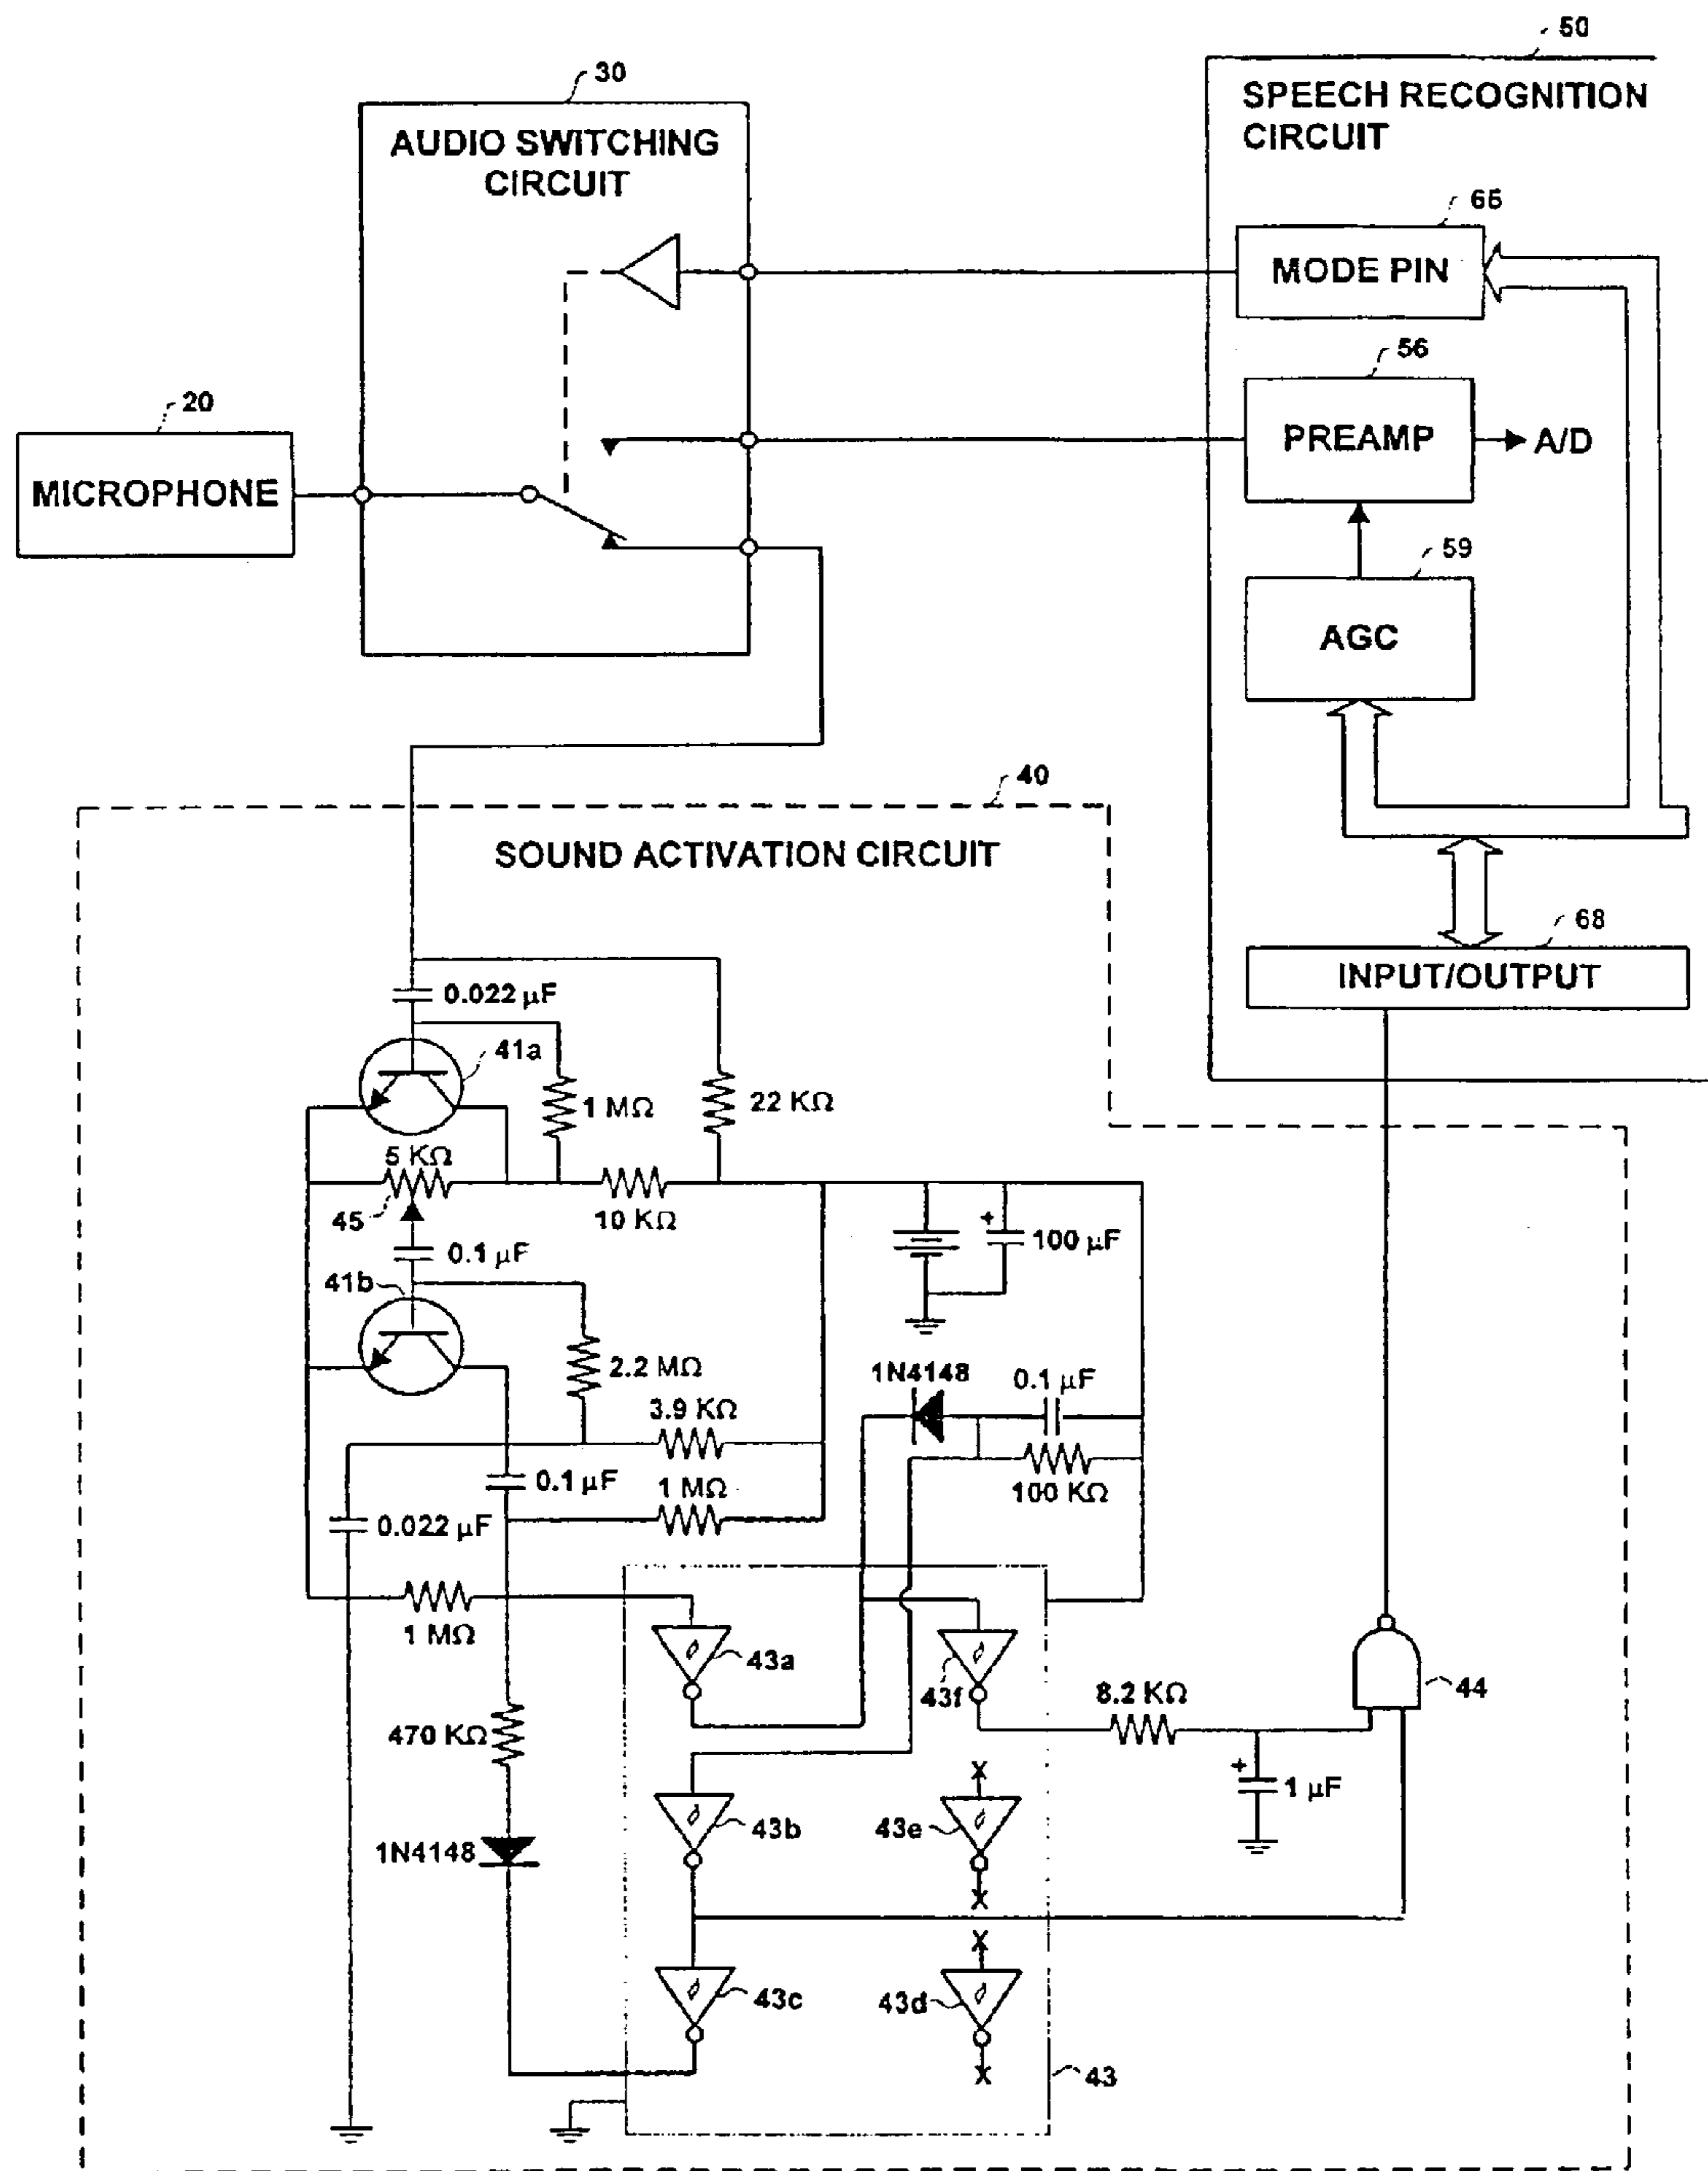 50
SPEECH RECOGNITION
CIRCUIT
30
AUDIO SWITCHING
CIRCUIT
65
MODE PIN
56
PREAMP
A/D
20
MICROPHONE
59
AGC
40
SOUND ACTIVATION CIRCUIT
68
INPUT/OUTPUT
0.022 µF
41a
1 MΩ
22 KΩ
5 KΩ
45
10 KΩ
+
100 µF
0.1 µF
41b
2.2 MΩ
1N4148
0.1 µF
3.9 KΩ
0.1 µF
1 MΩ
100 KΩ
0.022 µF
1 MΩ
43a
43f
8.2 KΩ
44
470 KΩ
X
+
1 µF
43b
43e
1N4148
X
X
43c
43d
X
43